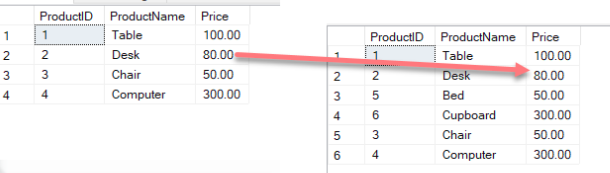 ProductID ProductName Price
1 1 Table 100.00
2 2 Desk 80.00
3 3 Chair 50.00
4 4 Computer 300.00
ProductID ProductName Price
1 1 Table 100.00
2 2 Desk 80.00
3 5 Bed 50.00
4 6 Cupboard 300.00
5 3 Chair 50.00
6 4 Computer 300.00